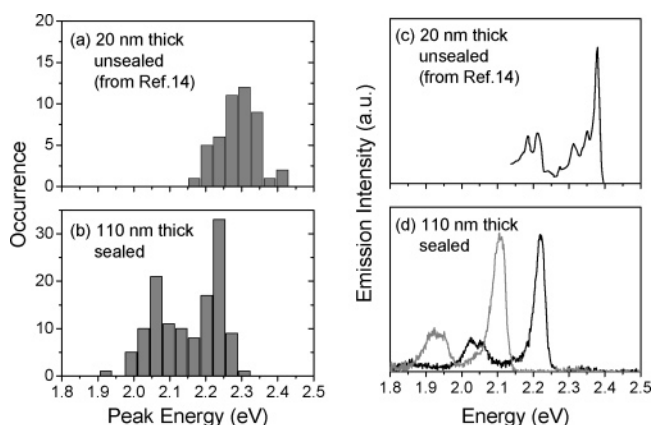 20
15
10
5
0
(a) 20 nm thick
unsealed
(from Ref.14)
Occurrence
30
20
10
0
(b) 110 nm thick
sealed
1.8 1.9 2.0 2.1 2.2 2.3 2.4 2.5
Peak Energy (eV)
(c) 20 nm thick
unsealed
(from Ref.14)
Emission Intensity (a.u.)
(d) 110 nm thick
sealed
1.8 1.9 2.0 2.1 2.2 2.3 2.4 2.5
Energy (eV)